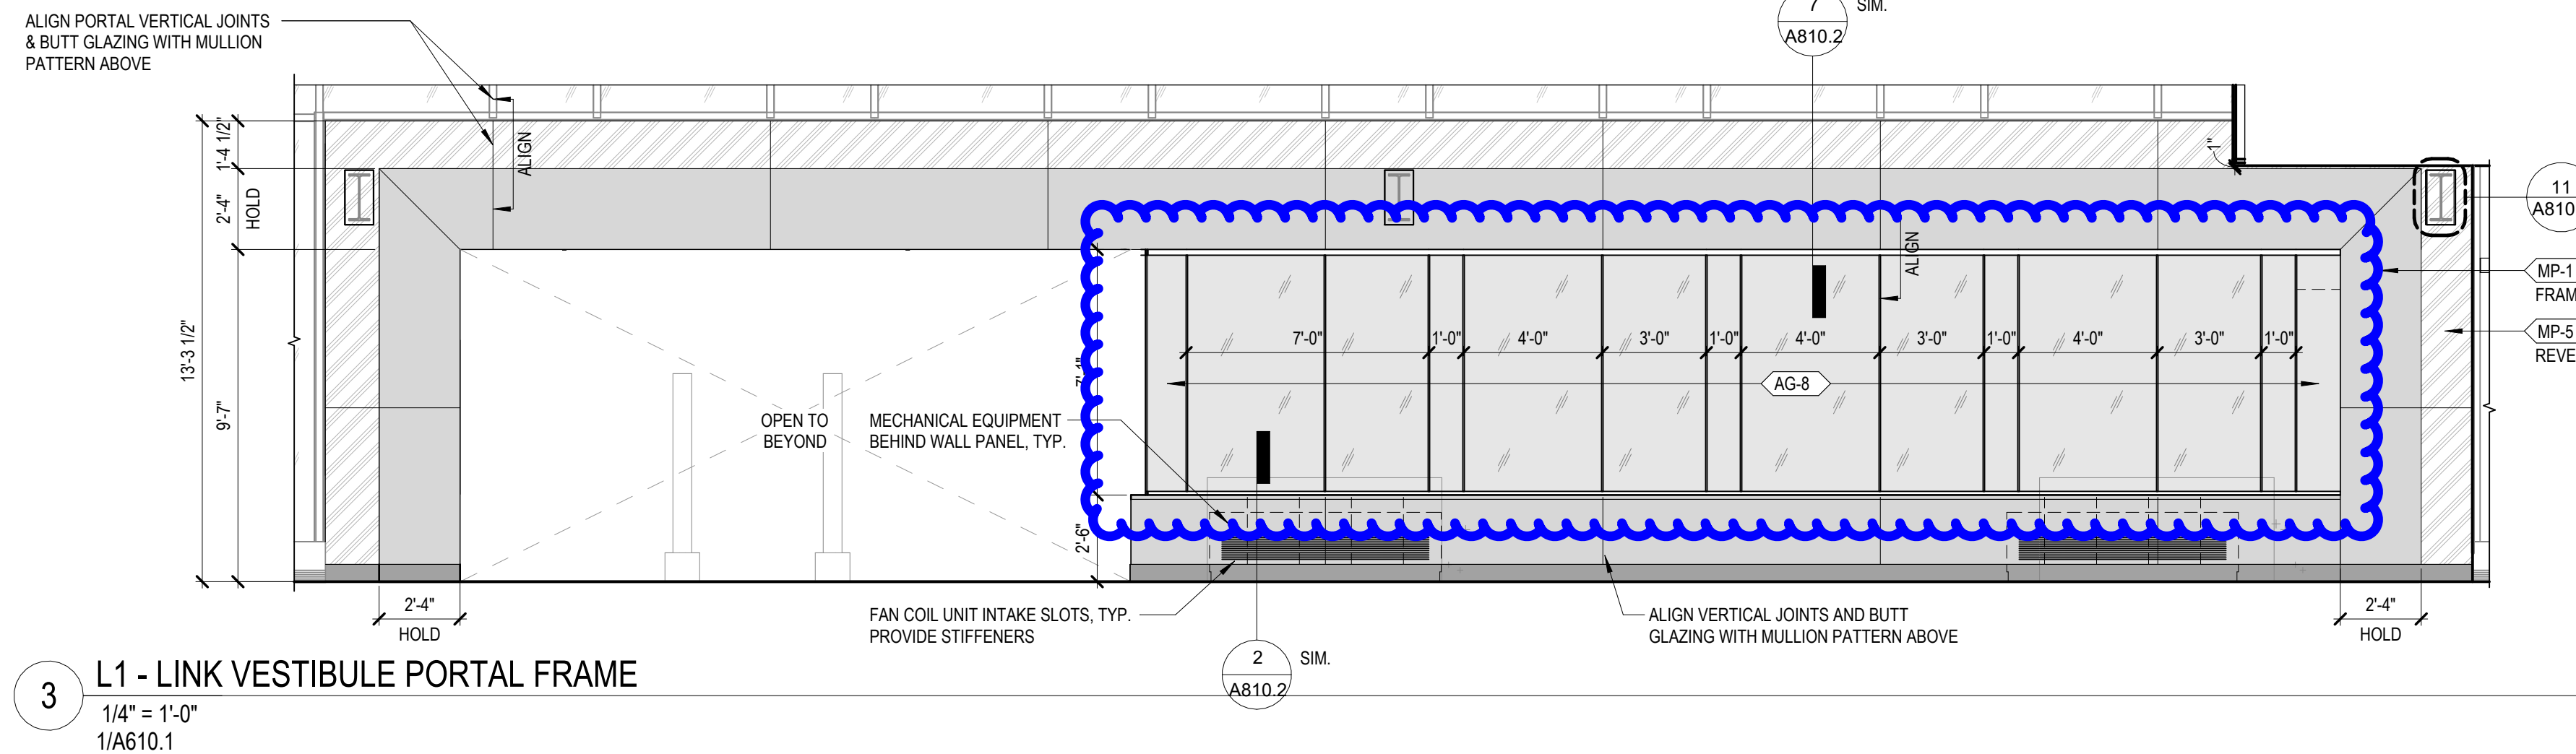 ALIGN PORTAL VERTICAL JOINTS
& BUTT GLAZING WITH MULLION
PATTERN ABOVE
7
A810.2
SIM.
1'-4 1/2"
2'-4"
HOLD
13'-3 1/2"
9'-7"
ALIGN
ALIGN
1"
11
A810
MP-1
FRAM
MP-5
REVE
7'-0"
1'-0"
4'-0"
3'-0"
1'-0"
4'-0"
3'-0"
1'-0"
4'-0"
3'-0"
1'-0"
AG-8
7'-1"
2'-6"
OPEN TO
BEYOND
MECHANICAL EQUIPMENT
BEHIND WALL PANEL, TYP.
2'-4"
HOLD
FAN COIL UNIT INTAKE SLOTS, TYP.
PROVIDE STIFFENERS
ALIGN VERTICAL JOINTS AND BUTT
GLAZING WITH MULLION PATTERN ABOVE
2'-4"
HOLD
2
A810.2
SIM.
3
L1 - LINK VESTIBULE PORTAL FRAME
1/4" = 1'-0"
1/A610.1